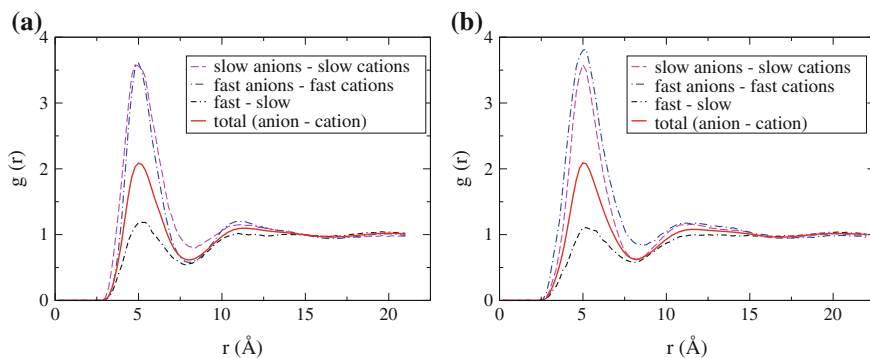 (a)
4
3
2
1
0
g (r)
slow anions - slow cations
fast anions - fast cations
fast - slow
total (anion - cation)
0
5
10
15
20
r (Å)
(b)
4
3
2
1
0
g (r)
slow anions - slow cations
fast anions - fast cations
fast - slow
total (anion - cation)
0
5
10
15
20
r (Å)